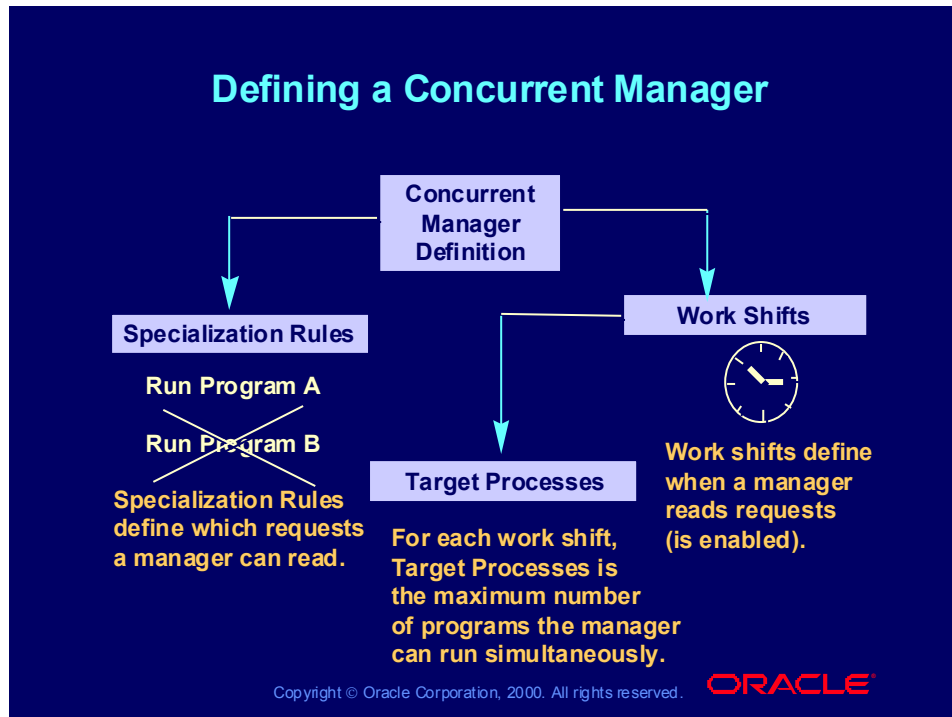 Defining a Concurrent Manager
Concurrent
Manager
Definition
Specialization Rules
Work Shifts
Run Program A
Run Program B
Specialization Rules
define which requests
a manager can read.
Target Processes
For each work shift,
Target Processes is
the maximum number
of programs the manager
can run simultaneously.
Work shifts define
when a manager
reads requests
(is enabled).
Copyright © Oracle Corporation, 2000. All rights reserved.
ORACLE®